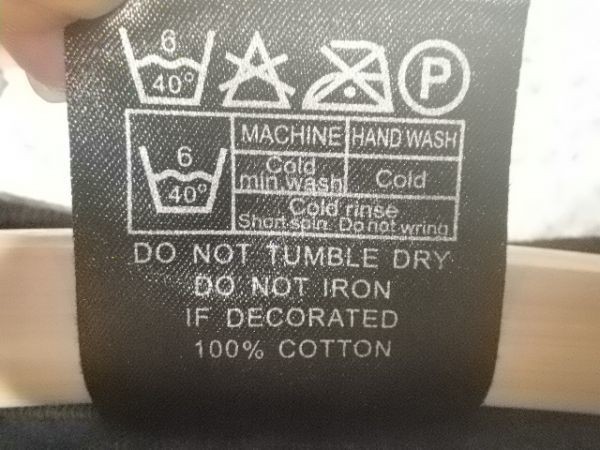 6
40°
P
MACHINE HAND WASH
6
40°
Cold
min wash
Cold
Cold rinse
Short spin. Do not wring
DO NOT TUMBLE DRY
DO NOT IRON
IF DECORATED
100% COTTON